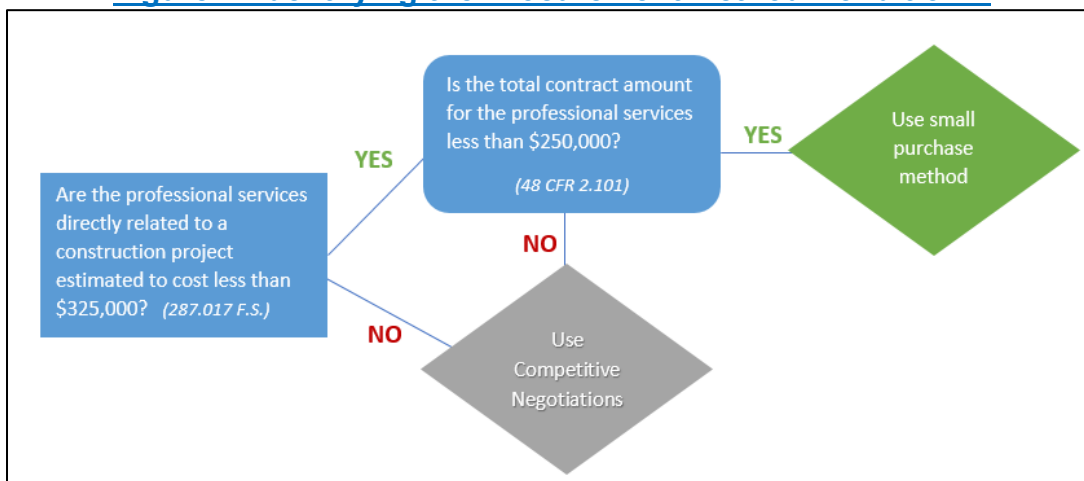 Is the total contract amount
for the professional services
less than $250,000?
(48 CFR 2.101)
YES
Use small
purchase
method
YES
Are the professional services
directly related to a
construction project
estimated to cost less than
$325,000? (287.017 F.S.)
NO
NO
Use
Competitive
Negotiations